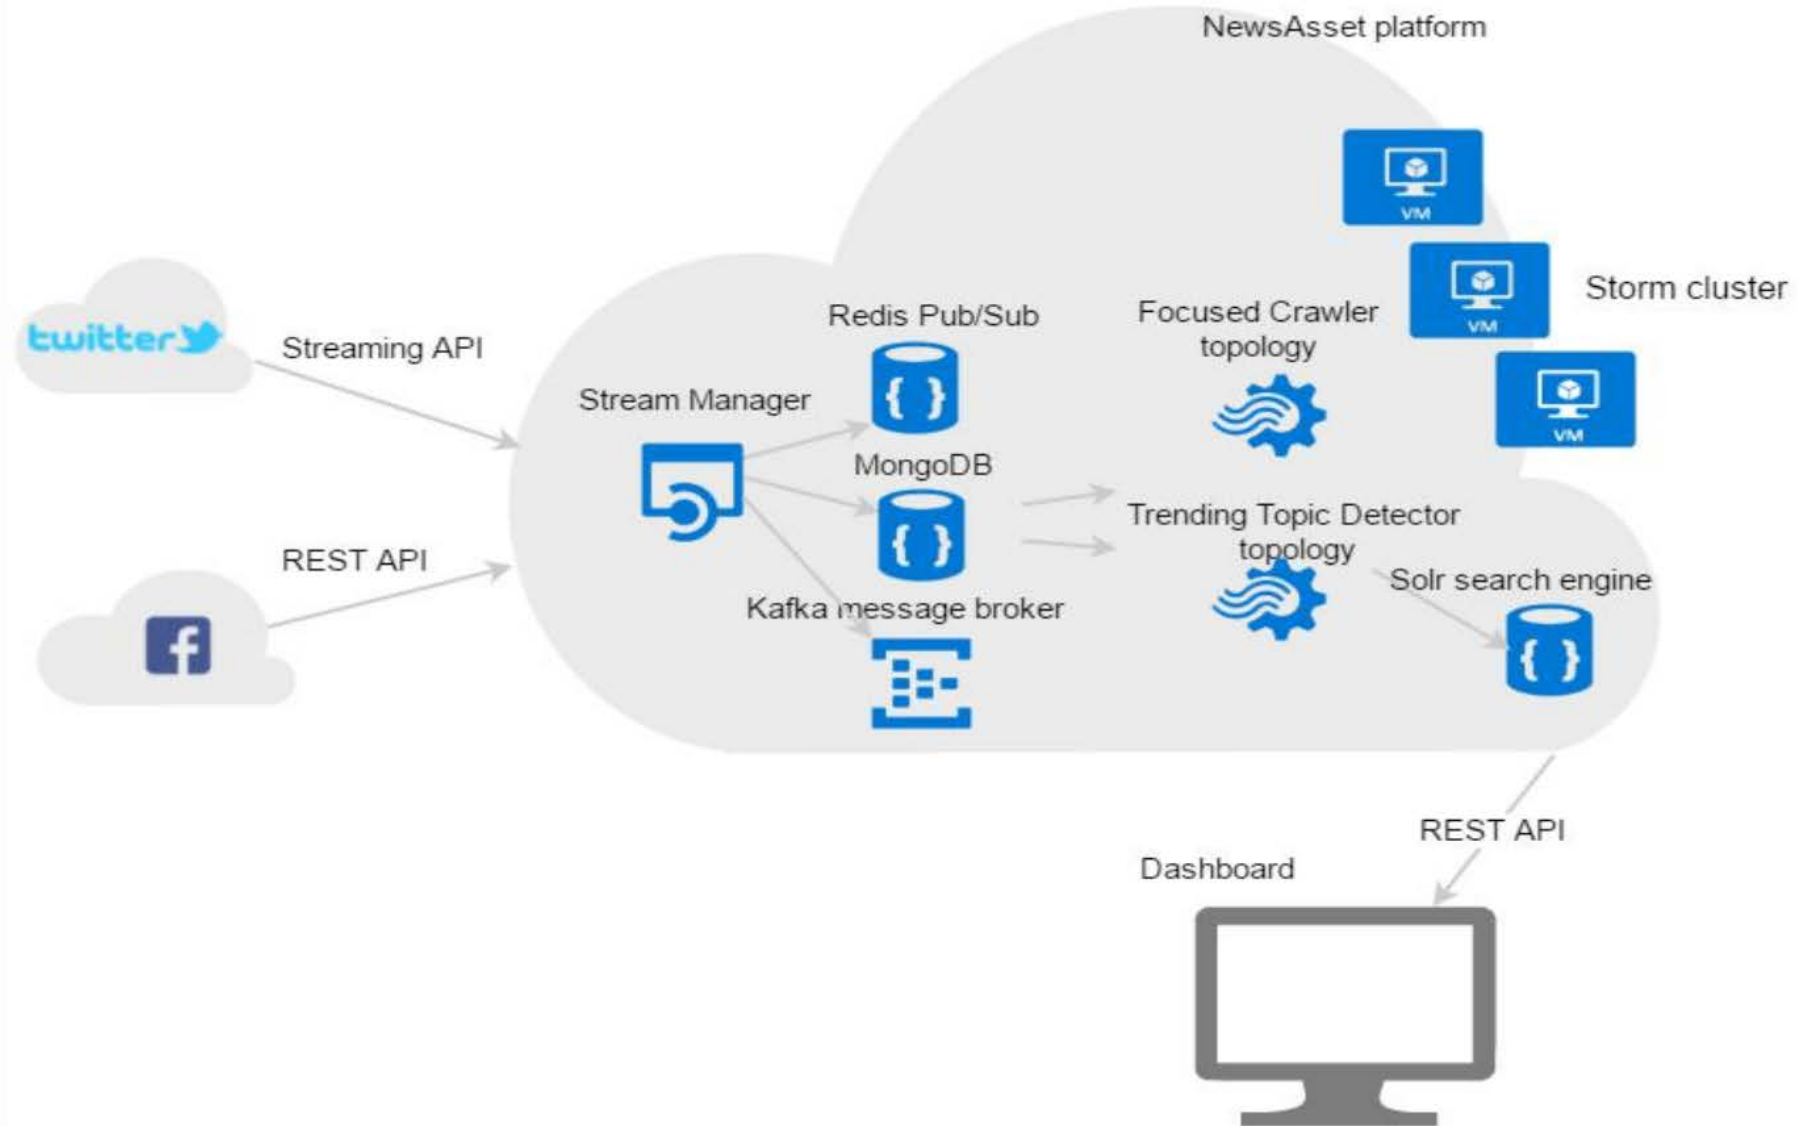 NewsAsset platform
VM
VM
Storm cluster
VM
twitter
Streaming API
REST API
Stream Manager
Redis Pub/Sub
MongoDB
Kafka message broker
Focused Crawler
topology
Trending Topic Detector
topology
Solr search engine
REST API
Dashboard